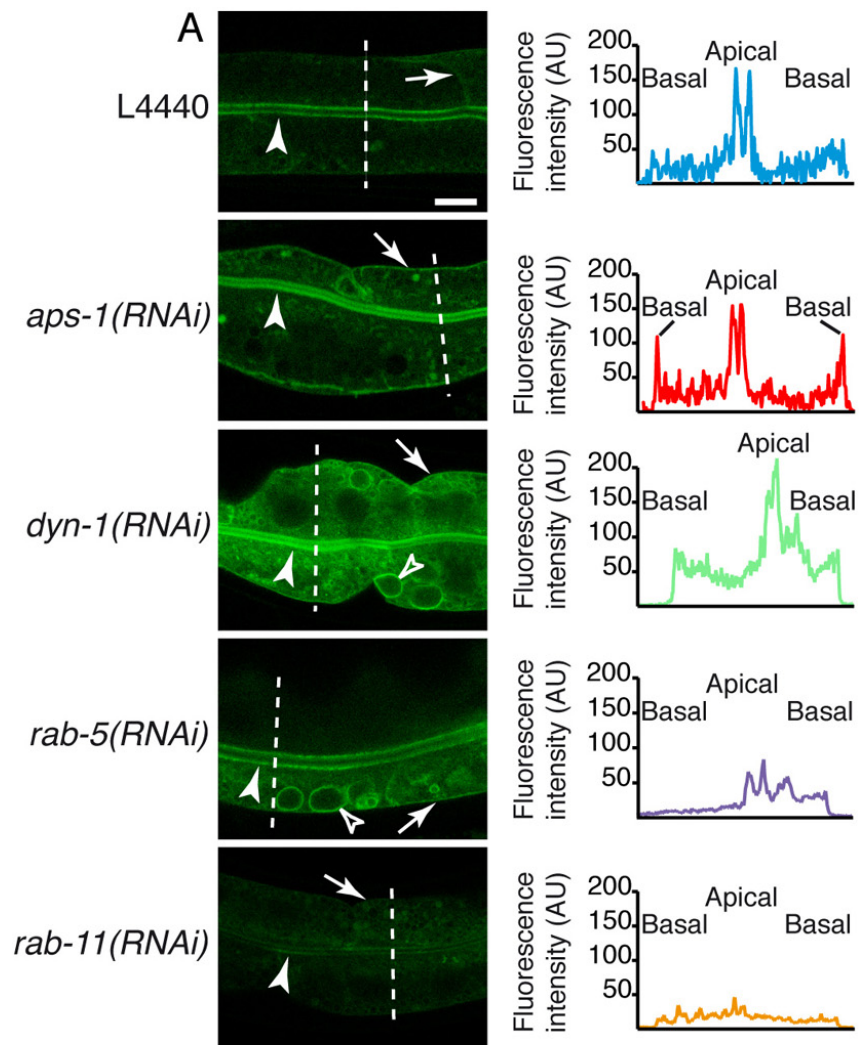 A
L4440
Fluorescence
intensity (AU)
200
150
100
50
Apical
Basal
Basal
aps-1(RNAi)
Fluorescence
intensity (AU)
200
150
100
50
Apical
Basal
Basal
dyn-1(RNAi)
Fluorescence
intensity (AU)
200
150
100
50
Apical
Basal
Basal
rab-5(RNAi)
Fluorescence
intensity (AU)
200
150
100
50
Apical
Basal
Basal
rab-11(RNAi)
Fluorescence
intensity (AU)
200
150
100
50
Apical
Basal
Basal